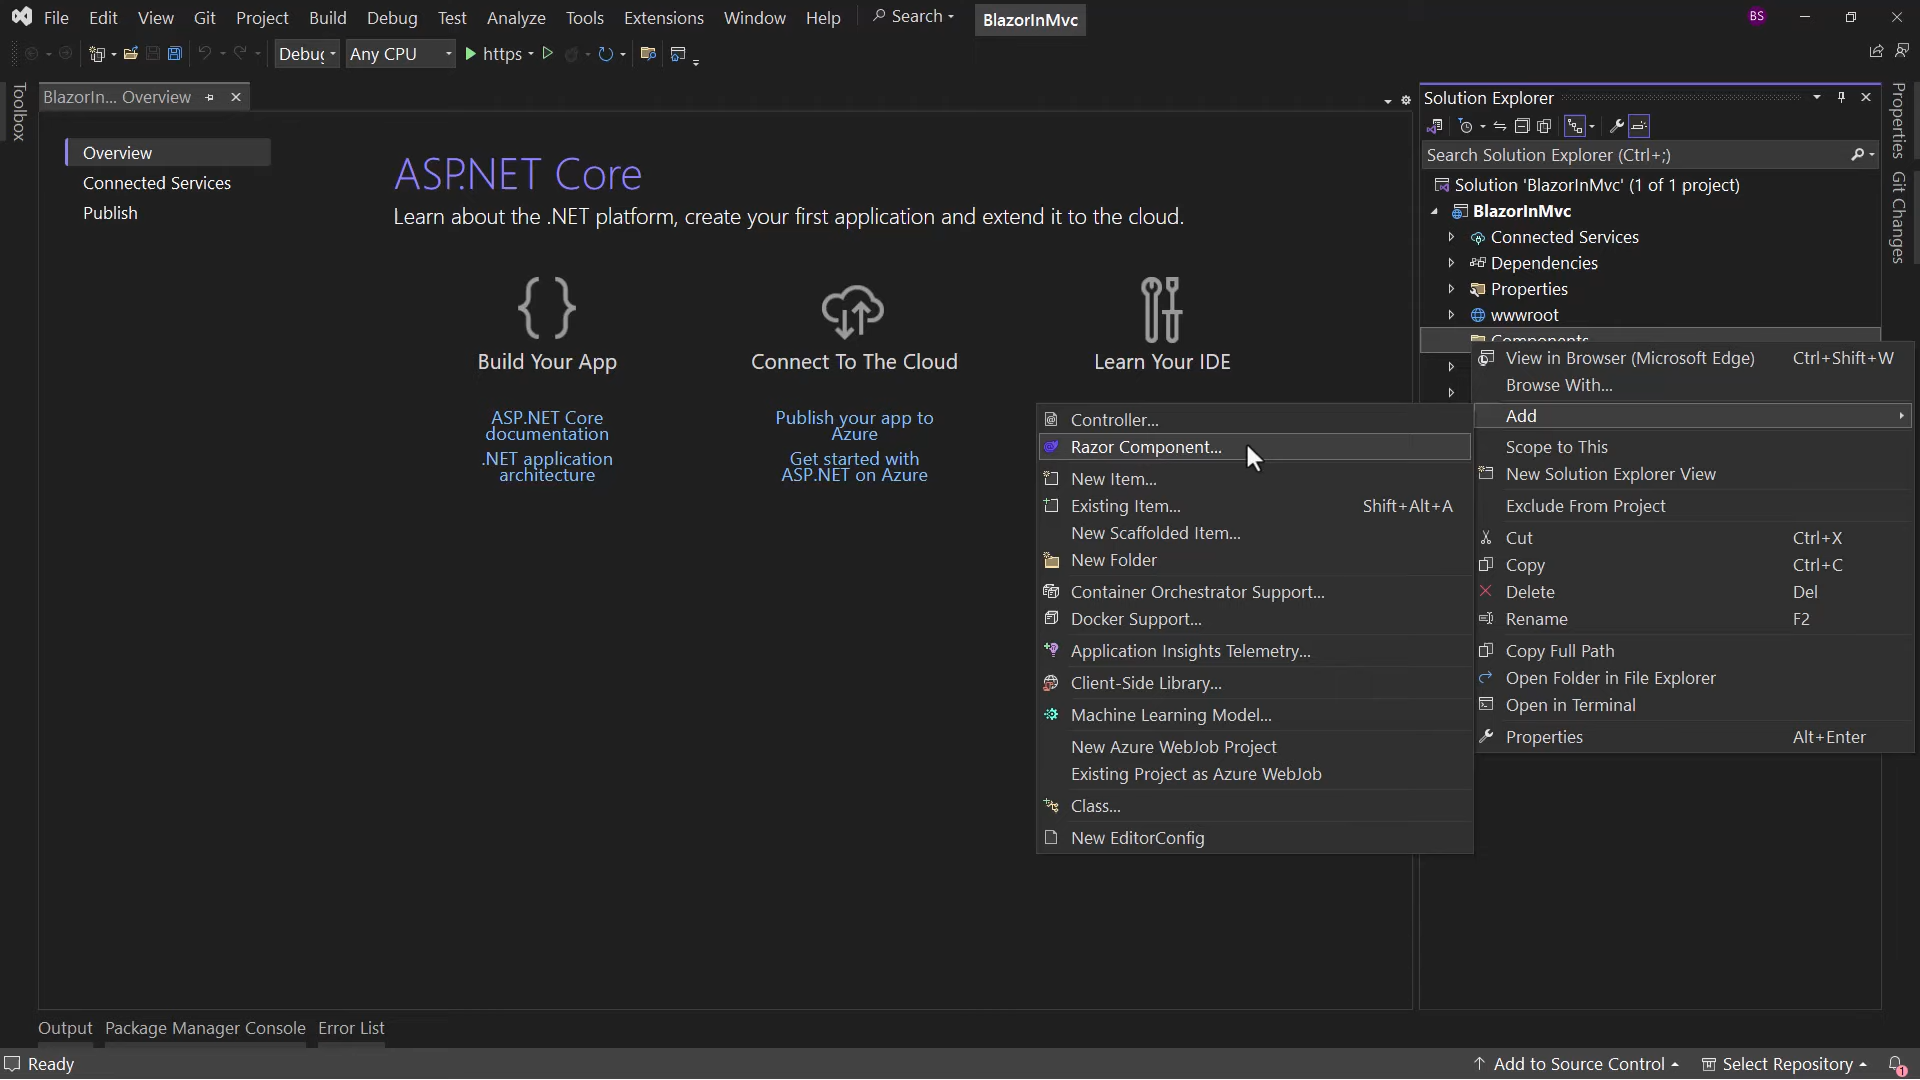 File Edit View Git Project Build Debug Test Analyze Tools Extensions Window Help Search BlazorInMvc BS
Debug Any CPU https
Toolbox
BlazorIn... Overview
Overview
Connected Services
Publish
ASP.NET Core
Learn about the .NET platform, create your first application and extend it to the cloud.
Build Your App
ASP.NET Core
documentation
.NET application
architecture
Connect To The Cloud
Publish your app to
Azure
Get started with
ASP.NET on Azure
Learn Your IDE
Controller...
Razor Component...
New Item...
Existing Item... Shift+Alt+A
New Scaffolded Item...
New Folder
Container Orchestrator Support...
Docker Support...
Application Insights Telemetry...
Client-Side Library...
Machine Learning Model...
New Azure WebJob Project
Existing Project as Azure WebJob
Class...
New EditorConfig
Solution Explorer
Search Solution Explorer (Ctrl+;)
Solution 'BlazorInMvc' (1 of 1 project)
BlazorInMvc
Connected Services
Dependencies
Properties
wwwroot
Components
View in Browser (Microsoft Edge) Ctrl+Shift+W
Browse With...
Add
Scope to This
New Solution Explorer View
Exclude From Project
Cut Ctrl+X
Copy Ctrl+C
Delete Del
Rename F2
Copy Full Path
Open Folder in File Explorer
Open in Terminal
Properties Alt+Enter
Properties
Git Changes
Output Package Manager Console Error List
Ready Add to Source Control Select Repository 1